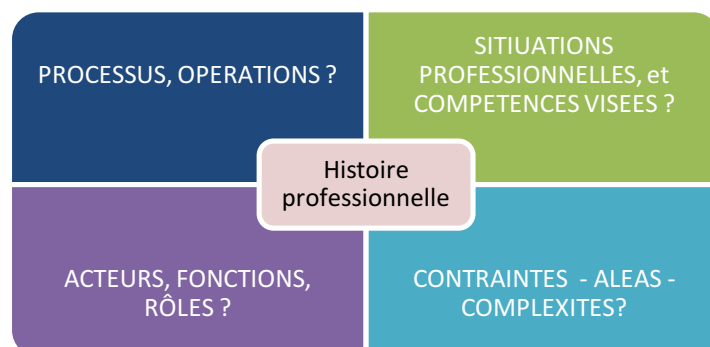 PROCESSUS, OPERATIONS ?
SITIUATIONS
PROFESSIONNELLES, et
COMPETENCES VISEES ?
Histoire
professionnelle
ACTEURS, FONCTIONS,
RÔLES ?
CONTRAINTES - ALEAS -
COMPLEXITES?